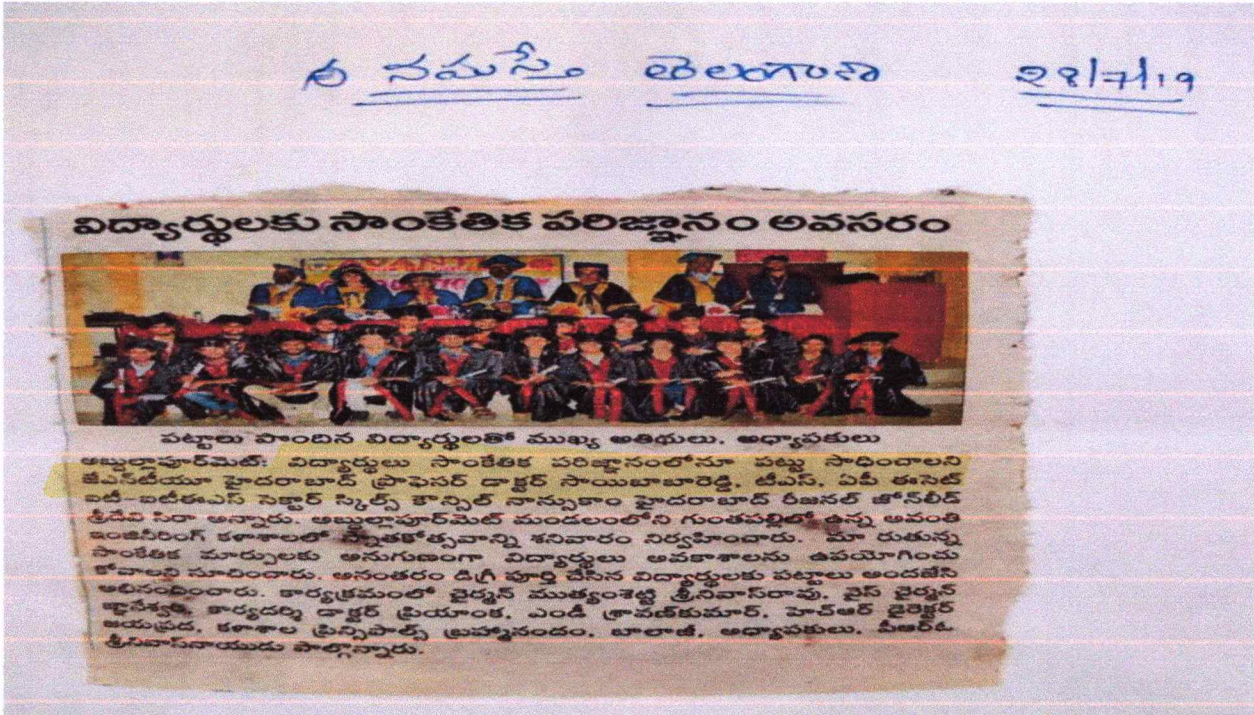 నమస్తే తెలంగాణ 28/7/19
విద్యార్థులకు సాంకేతిక పరిజ్ఞానం అవసరం
పట్టాలు పొందిన విద్యార్థులతో ముఖ్య అతిథులు, అధ్యాపకులు
అబ్దుల్లాపూర్‌మెట్: విద్యార్థులు సాంకేతిక పరిజ్ఞానంలోనూ పట్టు సాధించాలని
జేఎన్‌టీయూ హైదరాబాద్ ప్రొఫెసర్ డాక్టర్ సాయిబాబారెడ్డి, టీఎస్, ఏపీ ఈసెట్
ఐటీ-ఐటీఈఎస్ సెక్టార్ స్కిల్స్ కౌన్సిల్ నాస్కామ్ హైదరాబాద్ రీజనల్ జోన్‌లీడ్
శ్రీదేవి సిరా అన్నారు. అబ్దుల్లాపూర్‌మెట్ మండలంలోని గుంతపల్లిలో ఉన్న అవంతి
ఇంజినీరింగ్ కళాశాలలో స్నాతకోత్సవాన్ని శనివారం నిర్వహించారు. మా రుతున్న
సాంకేతిక మార్పులకు అనుగుణంగా విద్యార్థులు అవకాశాలను ఉపయోగించు
కోవాలని సూచించారు. అనంతరం డిగ్రీ పూర్తి చేసిన విద్యార్థులకు పట్టాలు అందజేసి
అభినందించారు. కార్యక్రమంలో చైర్మన్ ముత్యంశెట్టి శ్రీనివాస్‌రావు, వైస్ చైర్మన్
జ్ఞానేశ్వరి, కార్యదర్శి డాక్టర్ ప్రియాంక, ఎండీ శ్రావణ్‌కుమార్, హెచ్ఆర్ డైరెక్టర్
జయప్రద, కళాశాల ప్రిన్సిపాల్స్ బ్రహ్మానందం, బాలాజీ, అధ్యాపకులు, పీఆర్‌ఓ
శ్రీనివాసనాయుడు పాల్గొన్నారు.